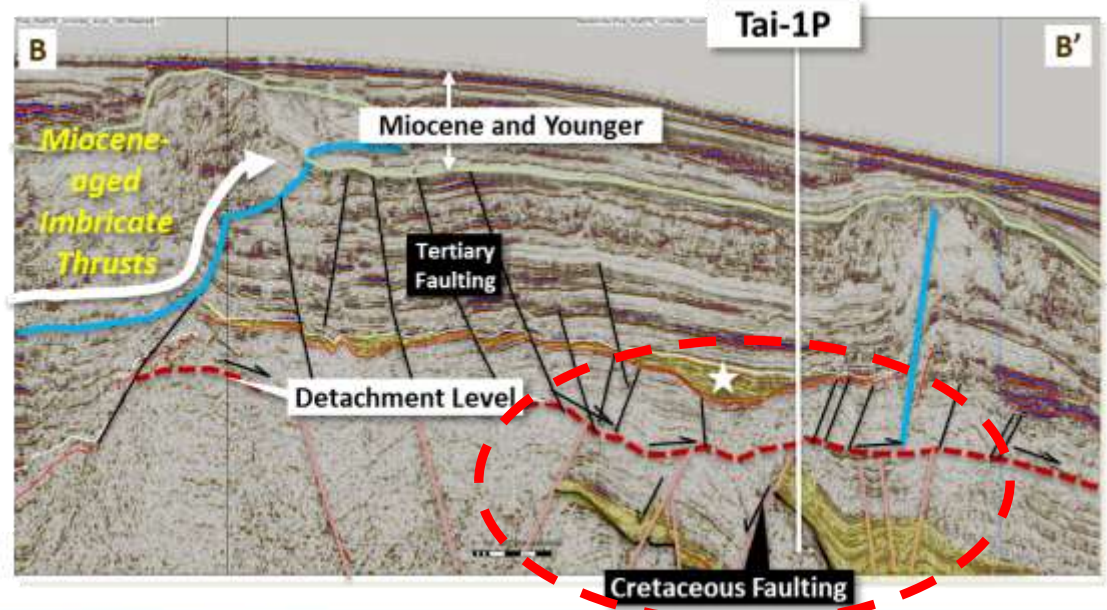 B
Tai-1P
B'
Miocene and Younger
Miocene-
aged
Imbricate
Thrusts
Tertiary
Faulting
Detachment Level
Cretaceous Faulting